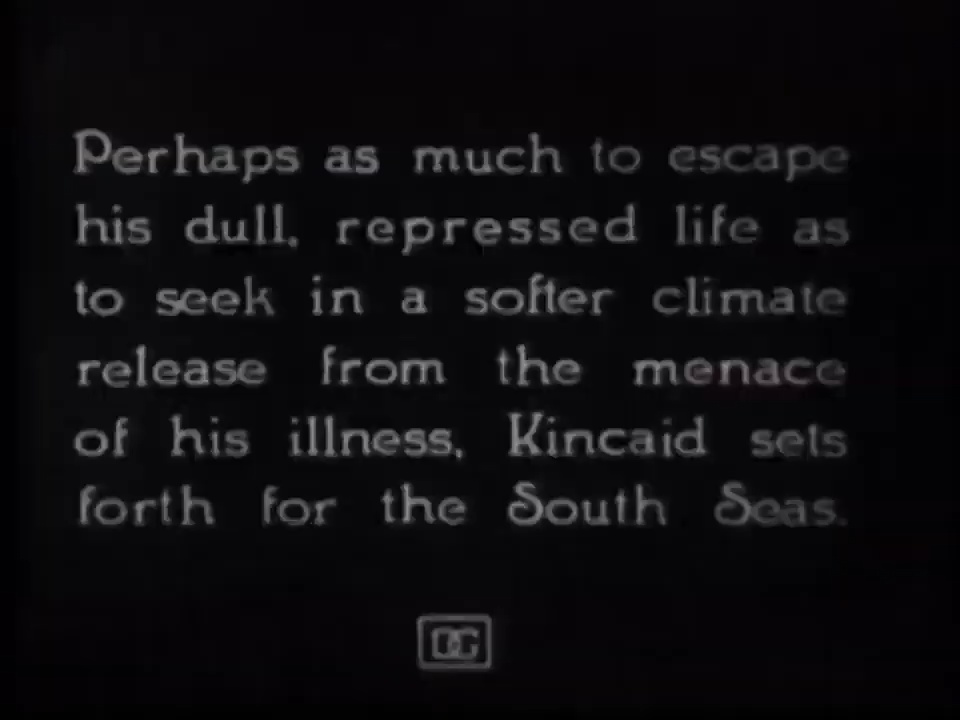 Perhaps as much to escape
his dull, repressed life as
to seek in a softer climate
release from the menace
of his illness, Kincaid sets
forth for the South Seas.
DG